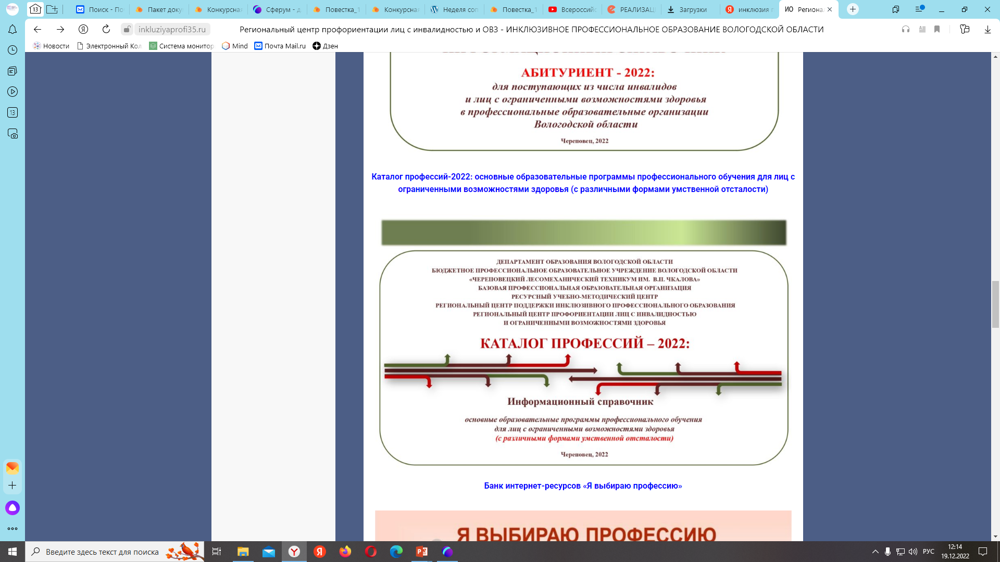 13
Поиск - По
Пакет доку
Конкурсная
Сферум - д
Повестка_1
Конкурсная
Неделя соп
Повестка_1
Всероссийс
РЕАЛИЗАЦ
Загрузки
инклюзия п
ИО Регионал
inkluziyaprofi35.ru
Региональный центр профориентации лиц с инвалидностью и ОВЗ - ИНКЛЮЗИВНОЕ ПРОФЕССИОНАЛЬНОЕ ОБРАЗОВАНИЕ ВОЛОГОДСКОЙ ОБЛАСТИ
Новости
Электронный Кол
Система монитор
Mind
Почта Mail.ru
Дзен
13
АБИТУРИЕНТ - 2022:
для поступающих из числа инвалидов
и лиц с ограниченными возможностями здоровья
в профессиональные образовательные организации
Вологодской области
Череповец, 2022
Каталог профессий-2022: основные образовательные программы профессионального обучения для лиц с
ограниченными возможностями здоровья (с различными формами умственной отсталости)
ДЕПАРТАМЕНТ ОБРАЗОВАНИЯ ВОЛОГОДСКОЙ ОБЛАСТИ
БЮДЖЕТНОЕ ПРОФЕССИОНАЛЬНОЕ ОБРАЗОВАТЕЛЬНОЕ УЧРЕЖДЕНИЕ ВОЛОГОДСКОЙ ОБЛАСТИ
«ЧЕРЕПОВЕЦКИЙ ЛЕСОМЕХАНИЧЕСКИЙ ТЕХНИКУМ ИМ. В.П. ЧКАЛОВА»
БАЗОВАЯ ПРОФЕССИОНАЛЬНАЯ ОБРАЗОВАТЕЛЬНАЯ ОРГАНИЗАЦИЯ
РЕСУРСНЫЙ УЧЕБНО-МЕТОДИЧЕСКИЙ ЦЕНТР
РЕГИОНАЛЬНЫЙ ЦЕНТР ПОДДЕРЖКИ ИНКЛЮЗИВНОГО ПРОФЕССИОНАЛЬНОГО ОБРАЗОВАНИЯ
РЕГИОНАЛЬНЫЙ ЦЕНТР ПРОФОРИЕНТАЦИИ ЛИЦ С ИНВАЛИДНОСТЬЮ
И ОГРАНИЧЕННЫМИ ВОЗМОЖНОСТЯМИ ЗДОРОВЬЯ
КАТАЛОГ ПРОФЕССИЙ – 2022:
Информационный справочник
основные образовательные программы профессионального обучения
для лиц с ограниченными возможностями здоровья
(с различными формами умственной отсталости)
Череповец, 2022
Банк интернет-ресурсов «Я выбираю профессию»
Я ВЫБИРАЮ ПРОФЕССИЮ
Введите здесь текст для поиска
РУС
12:14
19.12.2022